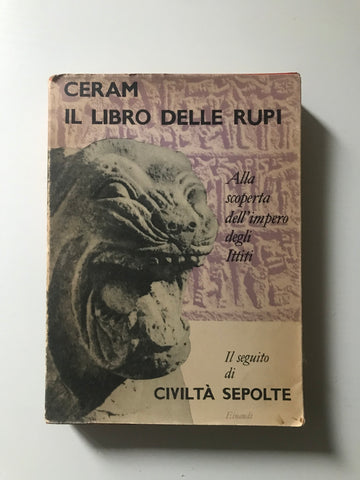 CERAM
IL LIBRO DELLE RUPI
Alla
scoperta
dell'impero
degli
Ittiti
Il seguito
di
CIVILTÀ SEPOLTE
Einaudi